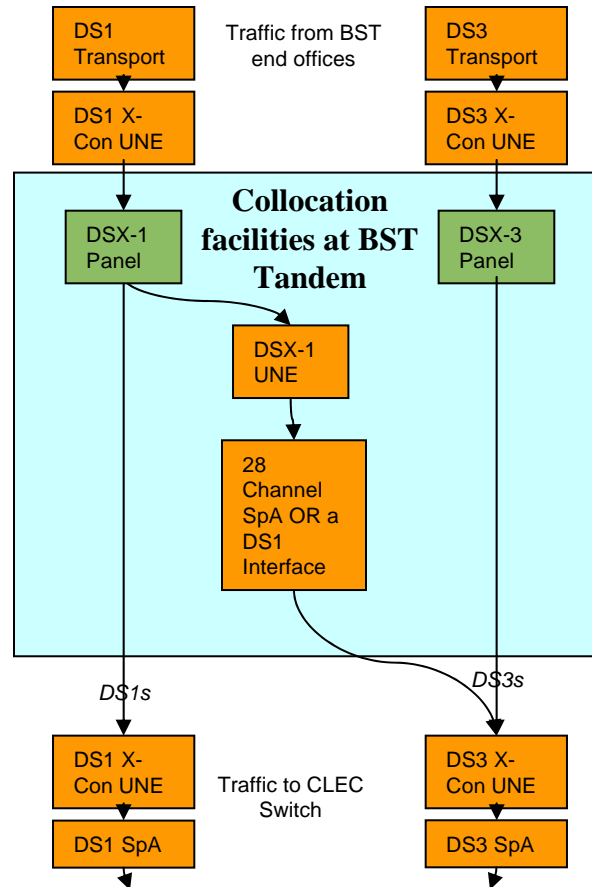 DS1
Transport
Traffic from BST
end offices
DS3
Transport
DS1 X-
Con UNE
DS3 X-
Con UNE
Collocation
facilities at BST
Tandem
DSX-1
Panel
DSX-3
Panel
DSX-1
UNE
28
Channel
SpA OR a
DS1
Interface
DS1s
DS3s
DS1 X-
Con UNE
Traffic to CLEC
Switch
DS3 X-
Con UNE
DS1 SpA
DS3 SpA